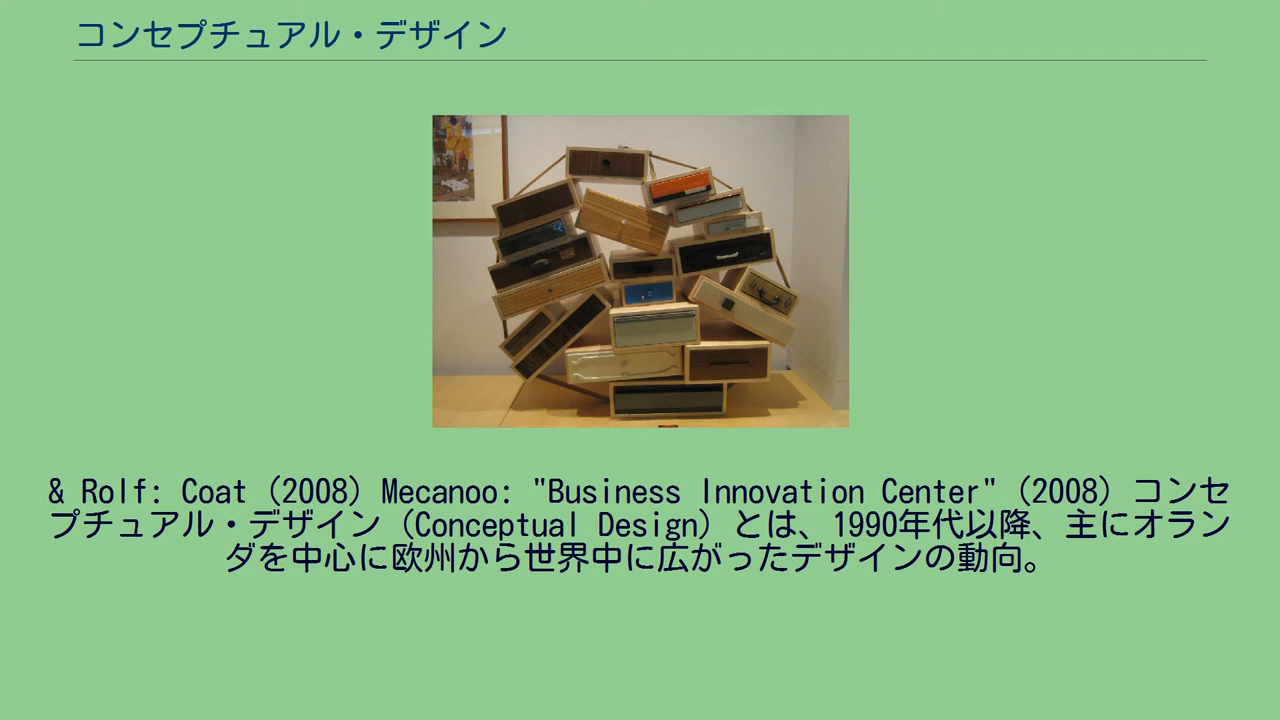 コンセプチュアル・デザイン
& Rolf: Coat (2008) Mecanoo: "Business Innovation Center" (2008) コンセ
プチュアル・デザイン (Conceptual Design) とは、1990年代以降、主にオラン
ダを中心に欧州から世界中に広がったデザインの動向。